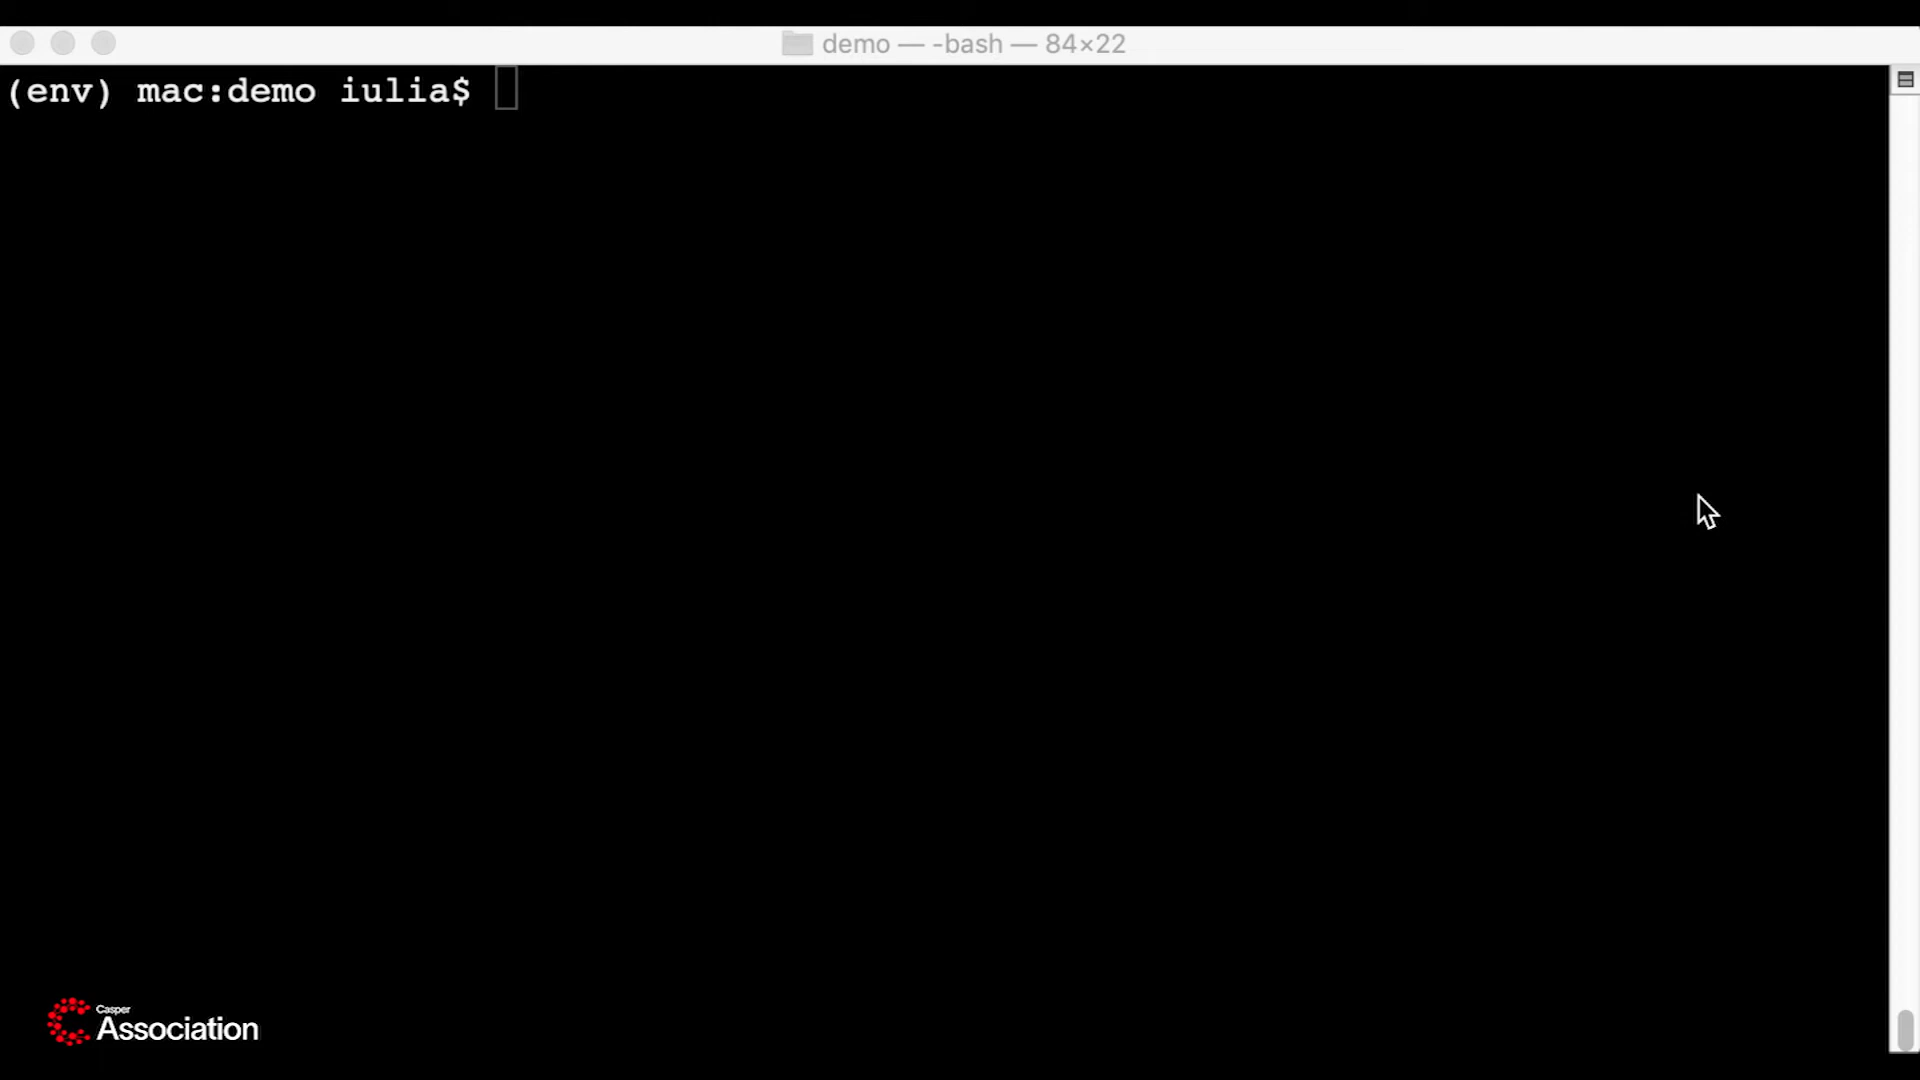 demo — -bash — 84×22
(env) mac:demo iulia$
Casper
Association